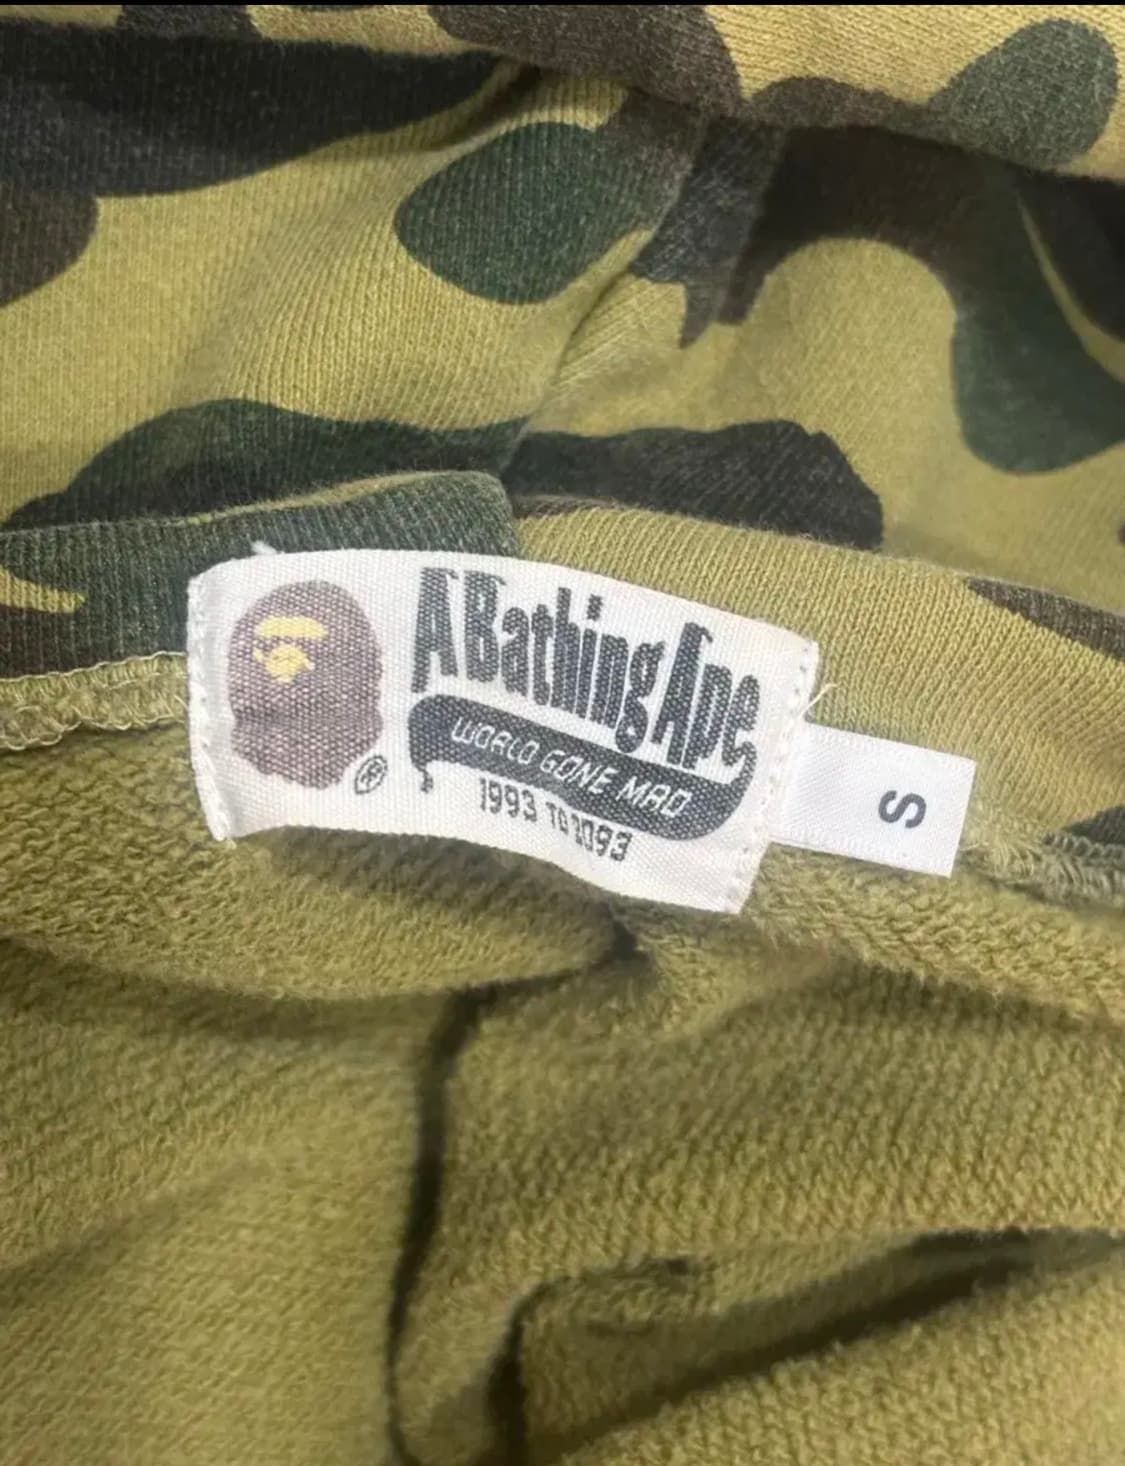 A Bathing Ape
WORLD GONE MAD
1993 TO 2093
®
S